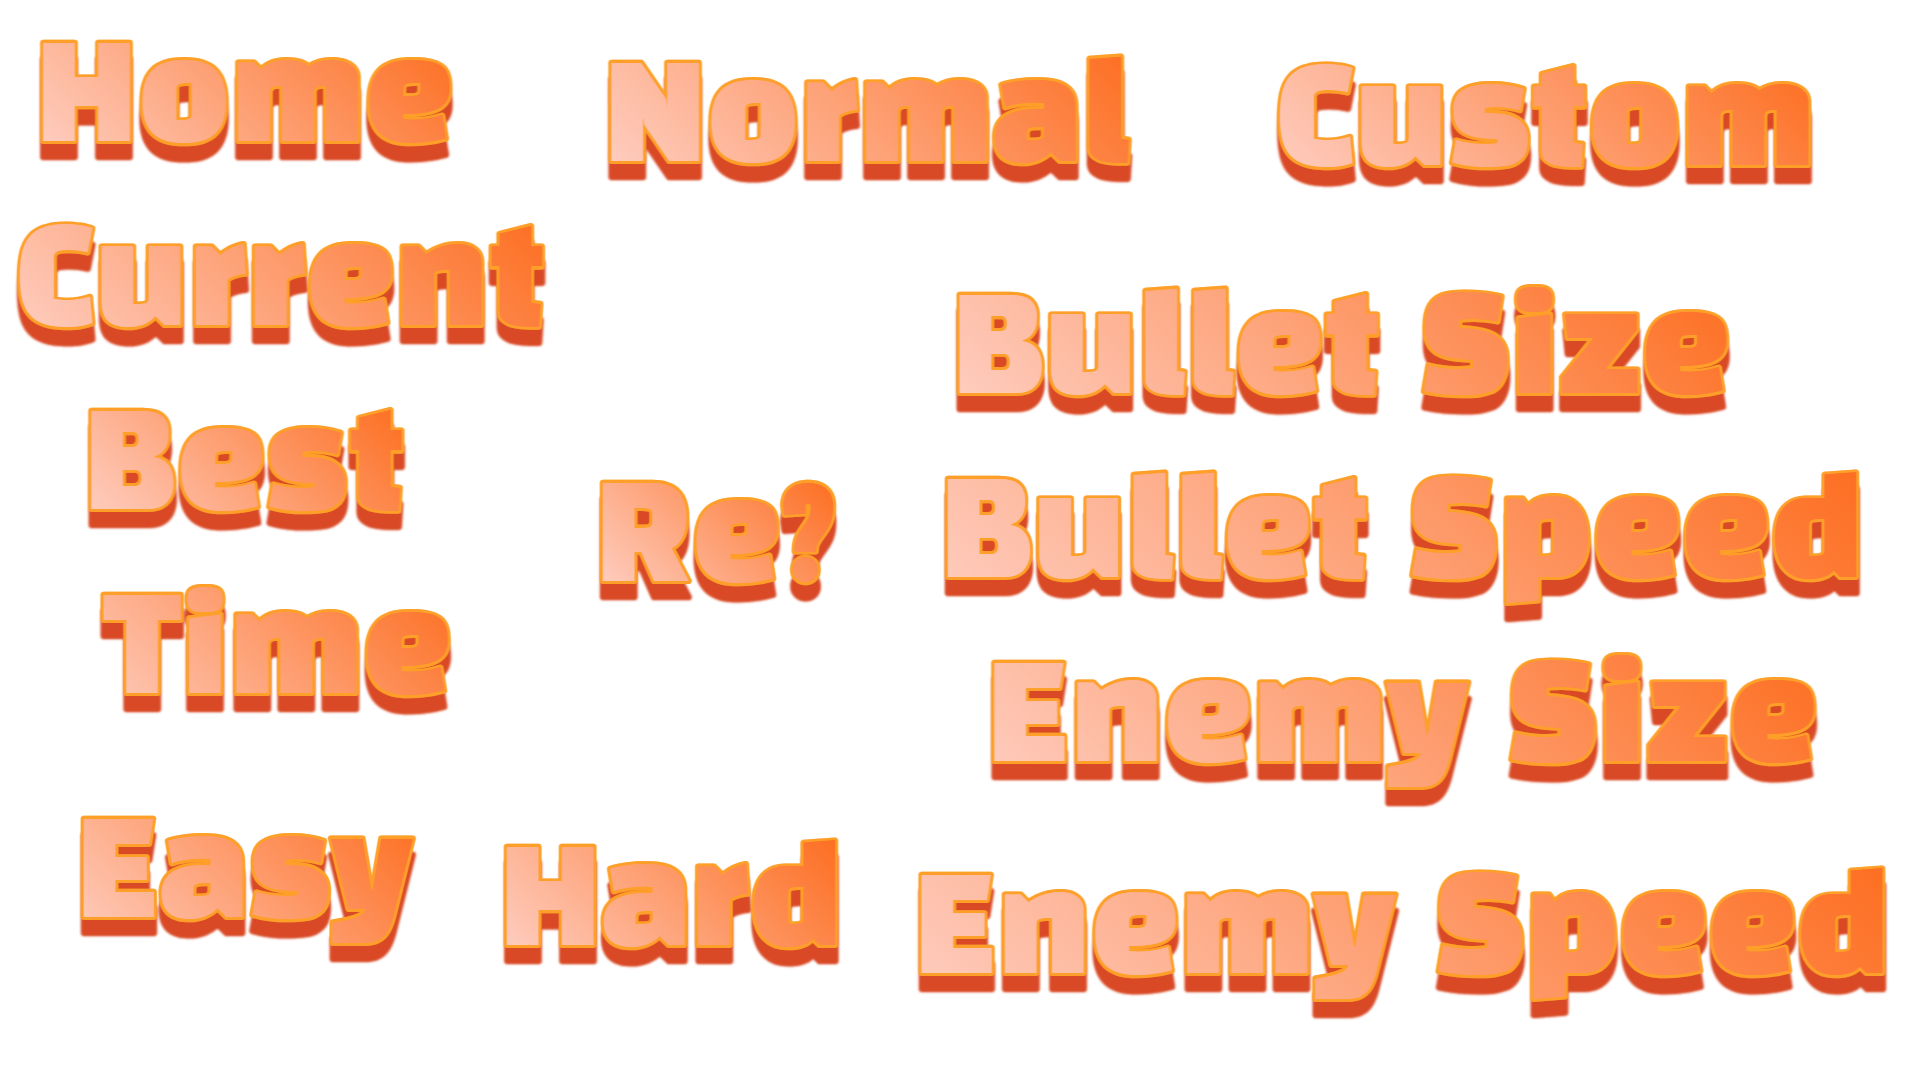 Home
Normal
Custom
Current
Bullet Size
Best
Re?
Bullet Speed
Time
Enemy Size
Easy
Hard
Enemy Speed